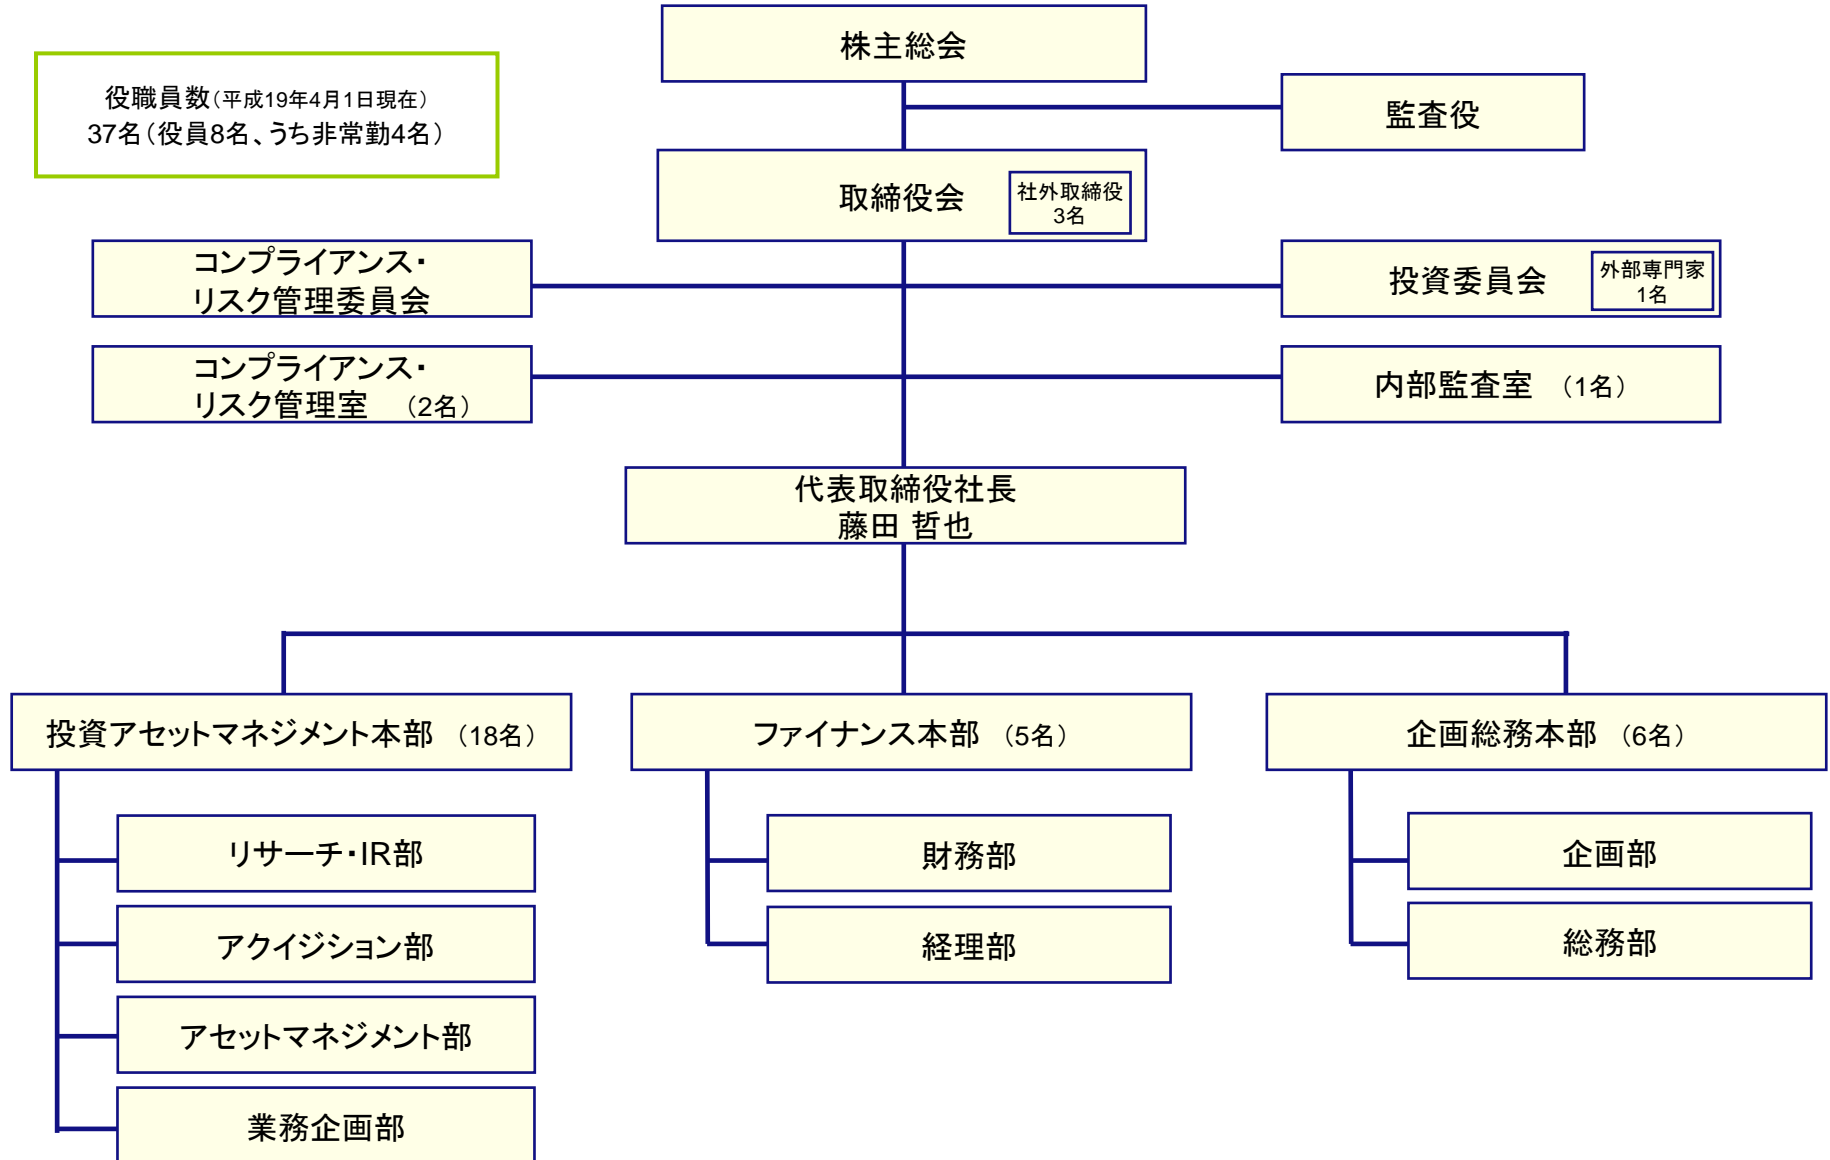 株主総会
役職員数（平成19年4月1日現在）
37名（役員8名、うち非常勤4名）
監査役
取締役会
社外取締役
3名
コンプライアンス・
リスク管理委員会
投資委員会
外部専門家
1名
コンプライアンス・
リスク管理室 （2名）
内部監査室 （1名）
代表取締役社長
藤田 哲也
投資アセットマネジメント本部 （18名）
ファイナンス本部 （5名）
企画総務本部 （6名）
リサーチ・IR部
財務部
企画部
アクイジション部
経理部
総務部
アセットマネジメント部
業務企画部